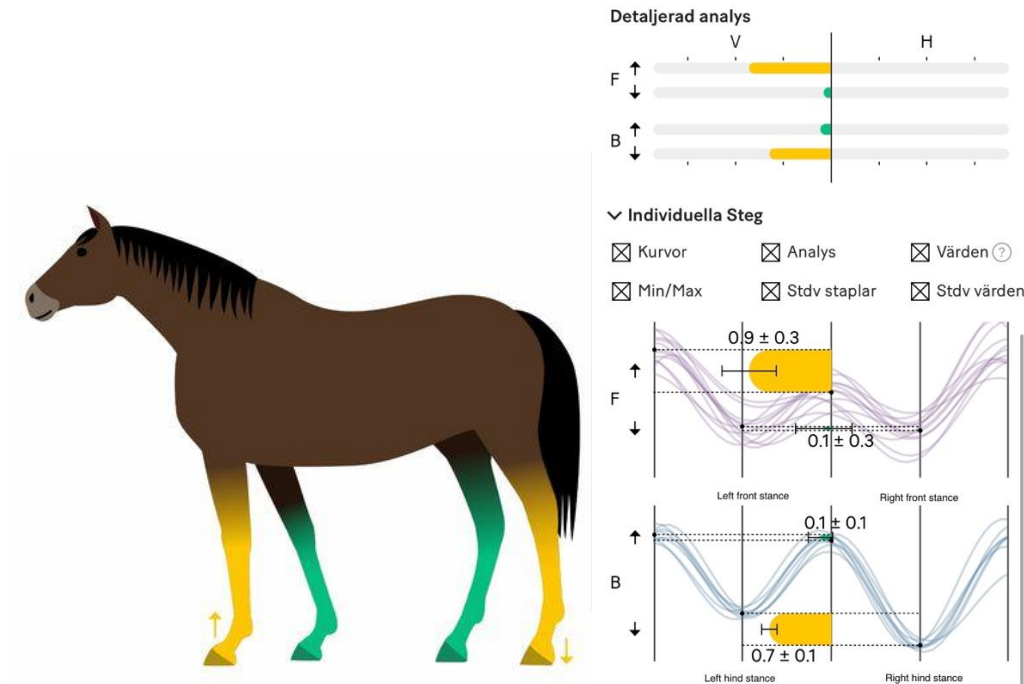 Detaljerad analys
V H
F
B
Individuella Steg
Kurvor Analys Värden ?
Min/Max Stdv staplar Stdv värden
0.9 ± 0.3
F
0.1 ± 0.3
Left front stance Right front stance
0.1 ± 0.1
B
0.7 ± 0.1
Left hind stance Right hind stance